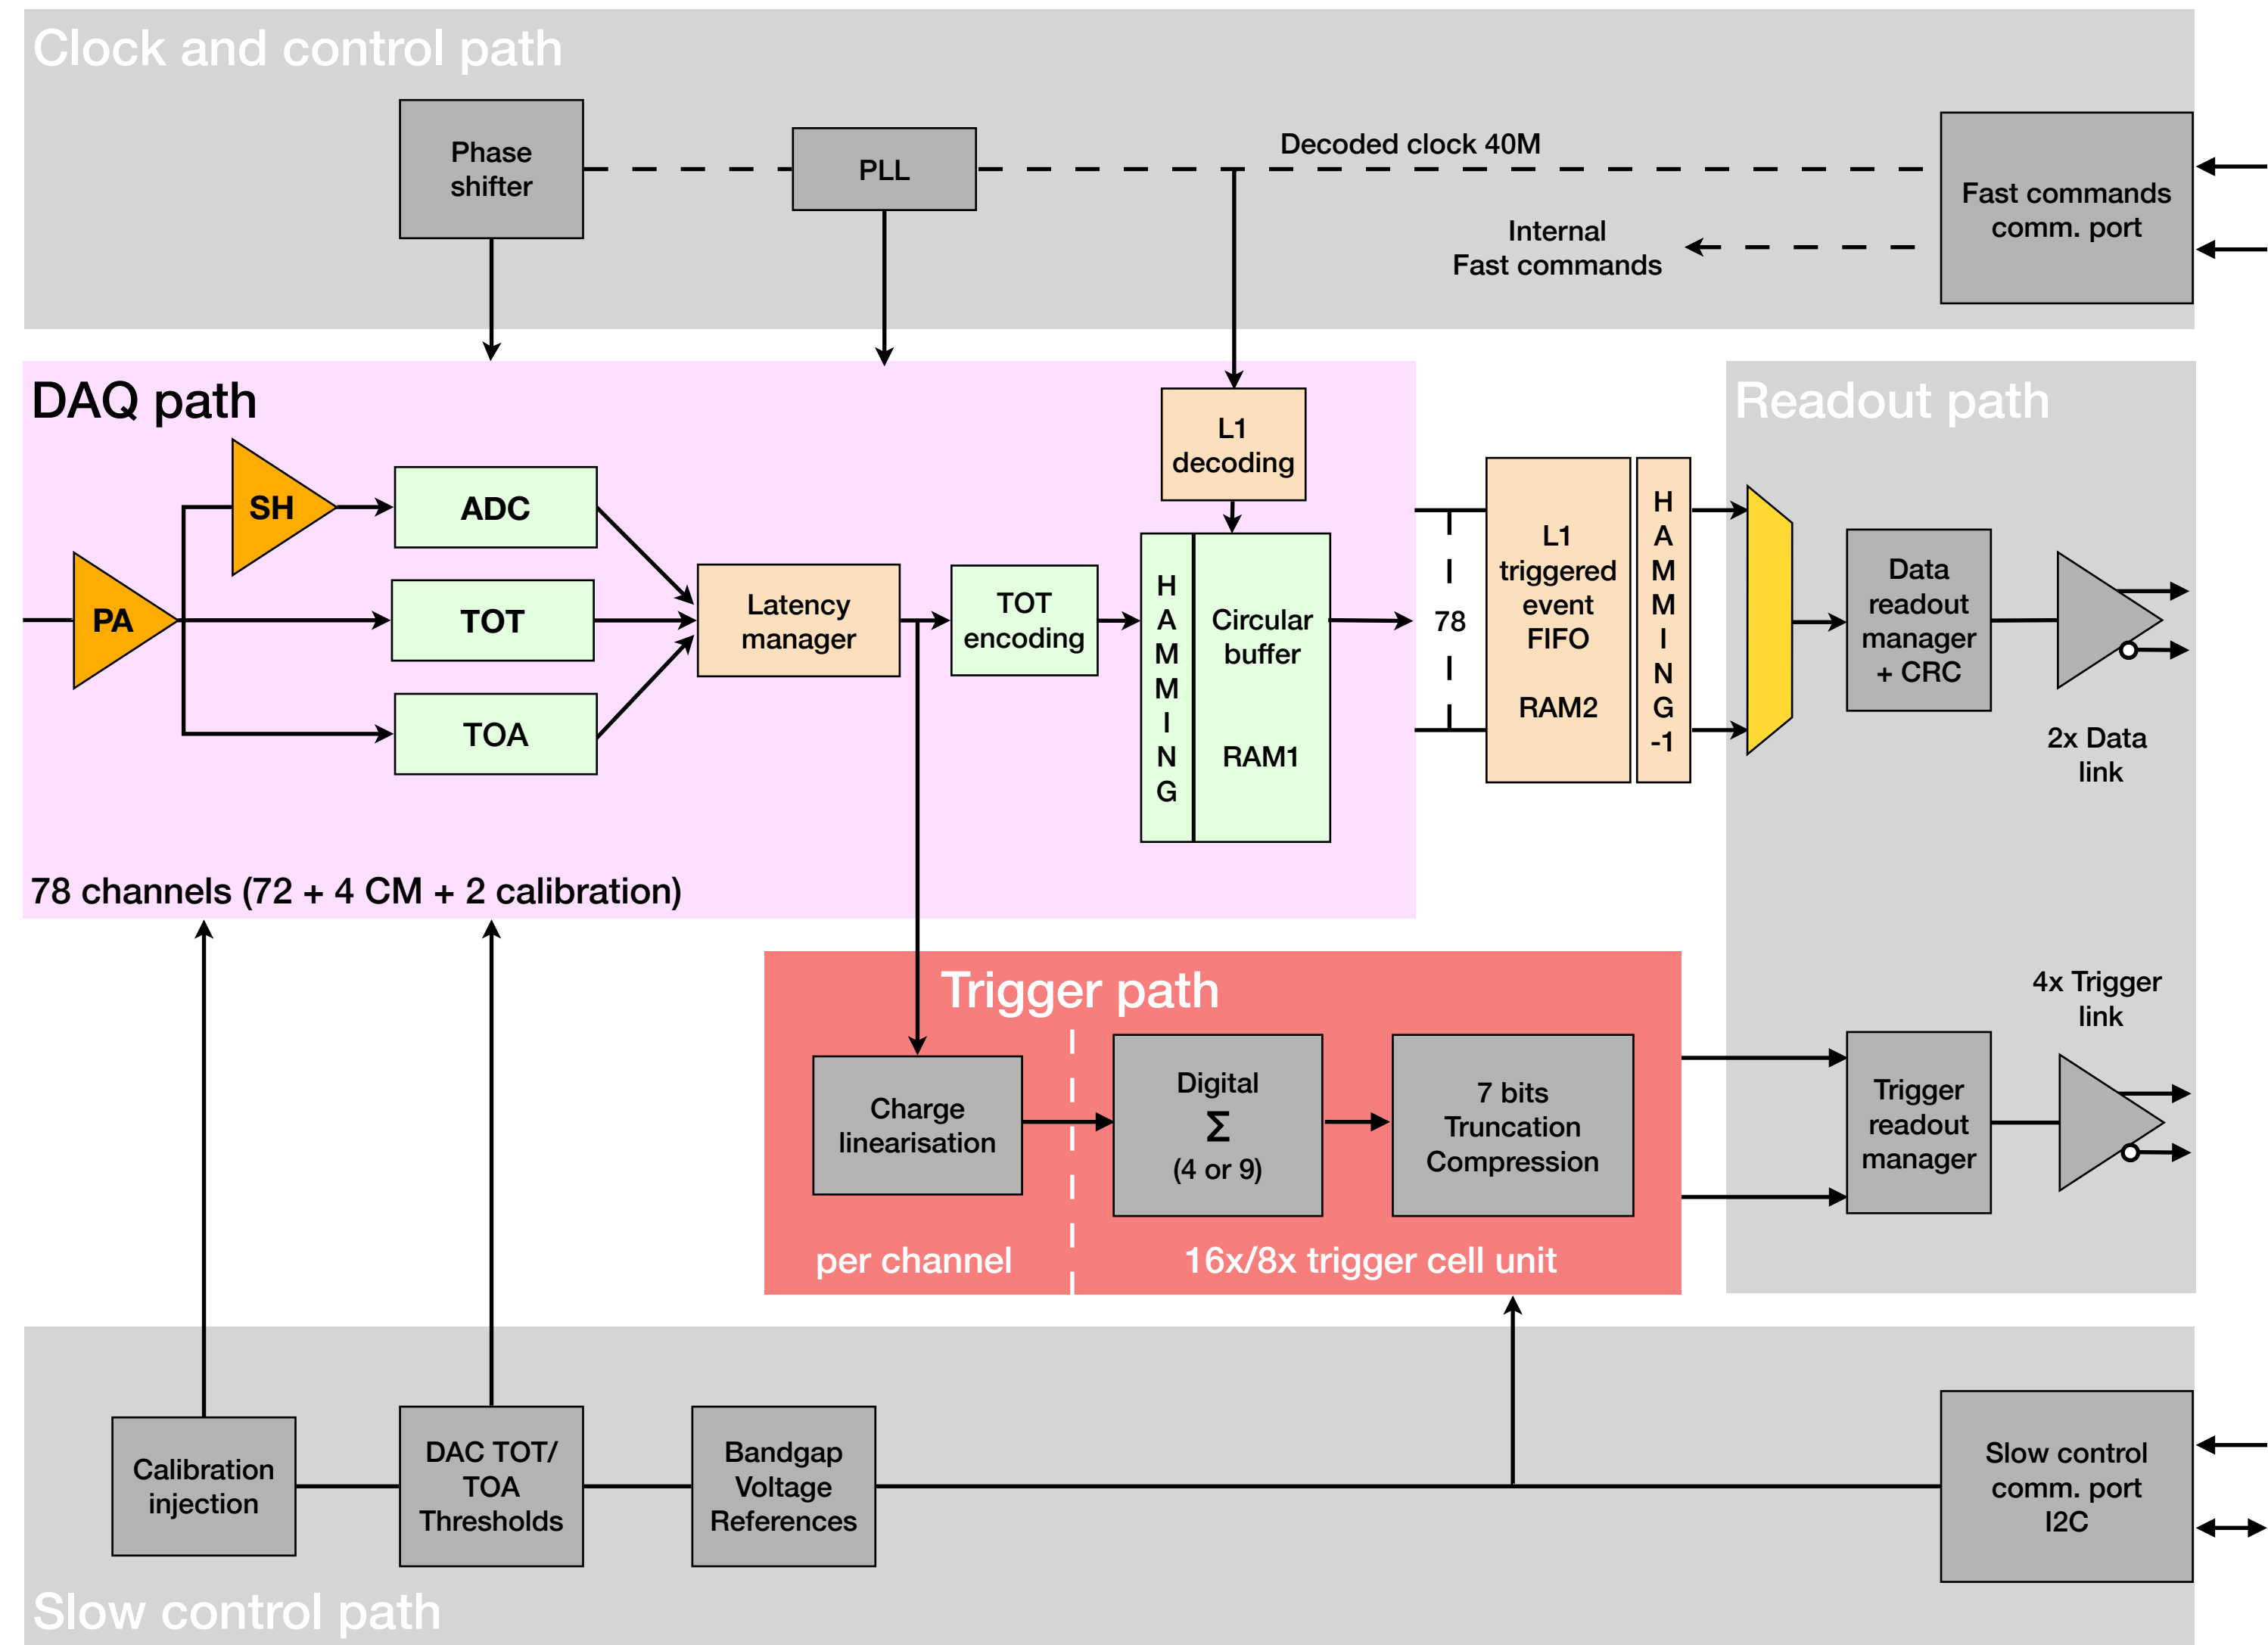 Clock and control path
Phase
shifter
PLL
Decoded clock 40M
Internal
Fast commands
Fast commands
comm. port
DAQ path
L1
decoding
Readout path
SH
ADC
PA
TOT
TOA
Latency
manager
TOT
encoding
H
A
M
M
I
N
G
Circular
buffer
RAM1
78
L1
triggered
event
FIFO
RAM2
H
A
M
M
I
N
G
-1
Data
readout
manager
+ CRC
2x Data
link
78 channels (72 + 4 CM + 2 calibration)
Trigger path
Charge
linearisation
Digital
Σ
(4 or 9)
7 bits
Truncation
Compression
per channel
16x/8x trigger cell unit
4x Trigger
link
Trigger
readout
manager
Calibration
injection
DAC TOT/
TOA
Thresholds
Bandgap
Voltage
References
Slow control
comm. port
I2C
Slow control path